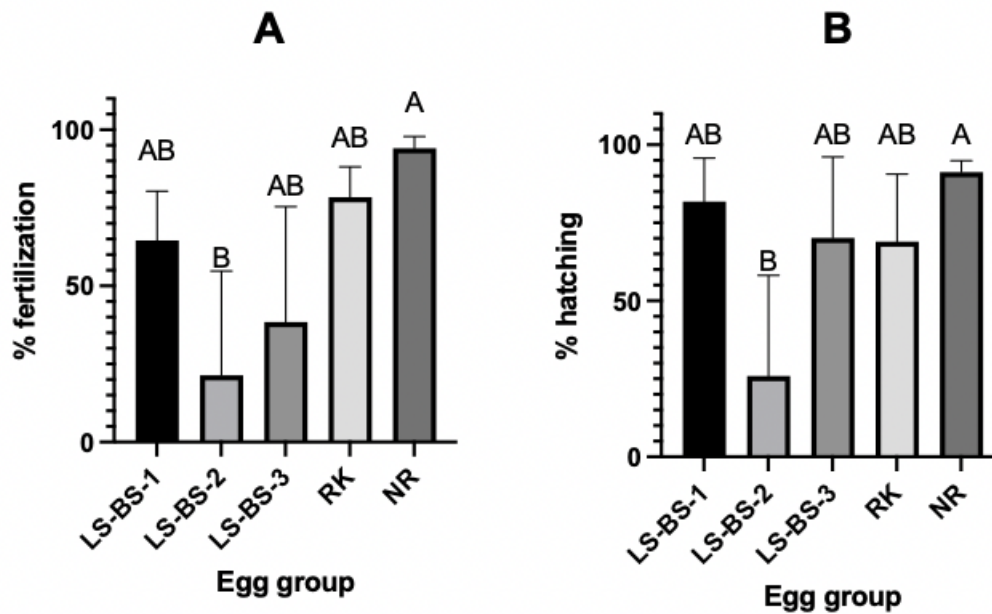 A
% fertilization
100
50
0
AB
B
AB
AB
A
LS-BS-1
LS-BS-2
LS-BS-3
RK
NR
Egg group
B
% hatching
100
50
0
AB
B
AB
AB
A
LS-BS-1
LS-BS-2
LS-BS-3
RK
NR
Egg group